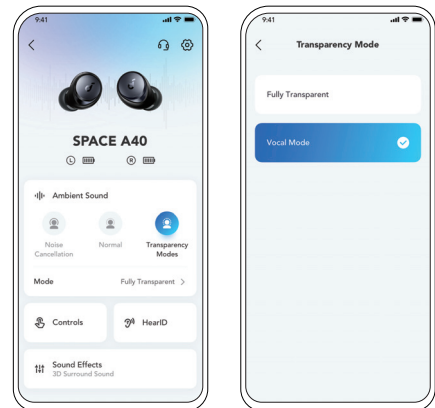 9:41
SPACE A40
L
R
Ambient Sound
Noise
Cancellation
Normal
Transparency
Modes
Mode
Fully Transparent >
Controls
HearID
Sound Effects
3D Surround Sound
9:41
Transparency Mode
Fully Transparent
Vocal Mode